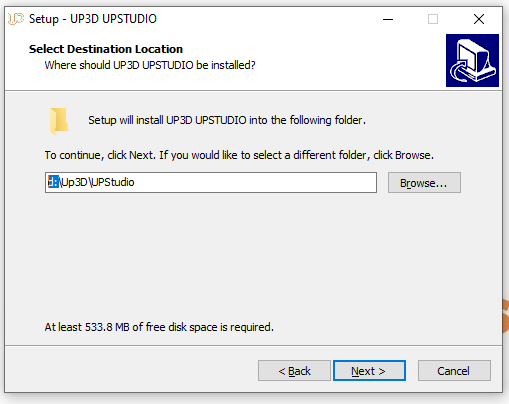 UP3
Setup - UP3D UPSTUDIO
Select Destination Location
Where should UP3D UPSTUDIO be installed?
Setup will install UP3D UPSTUDIO into the following folder.
To continue, click Next. If you would like to select a different folder, click Browse.
d:\Up3D\UPStudio
Browse...
At least 533.8 MB of free disk space is required.
< Back
Next >
Cancel